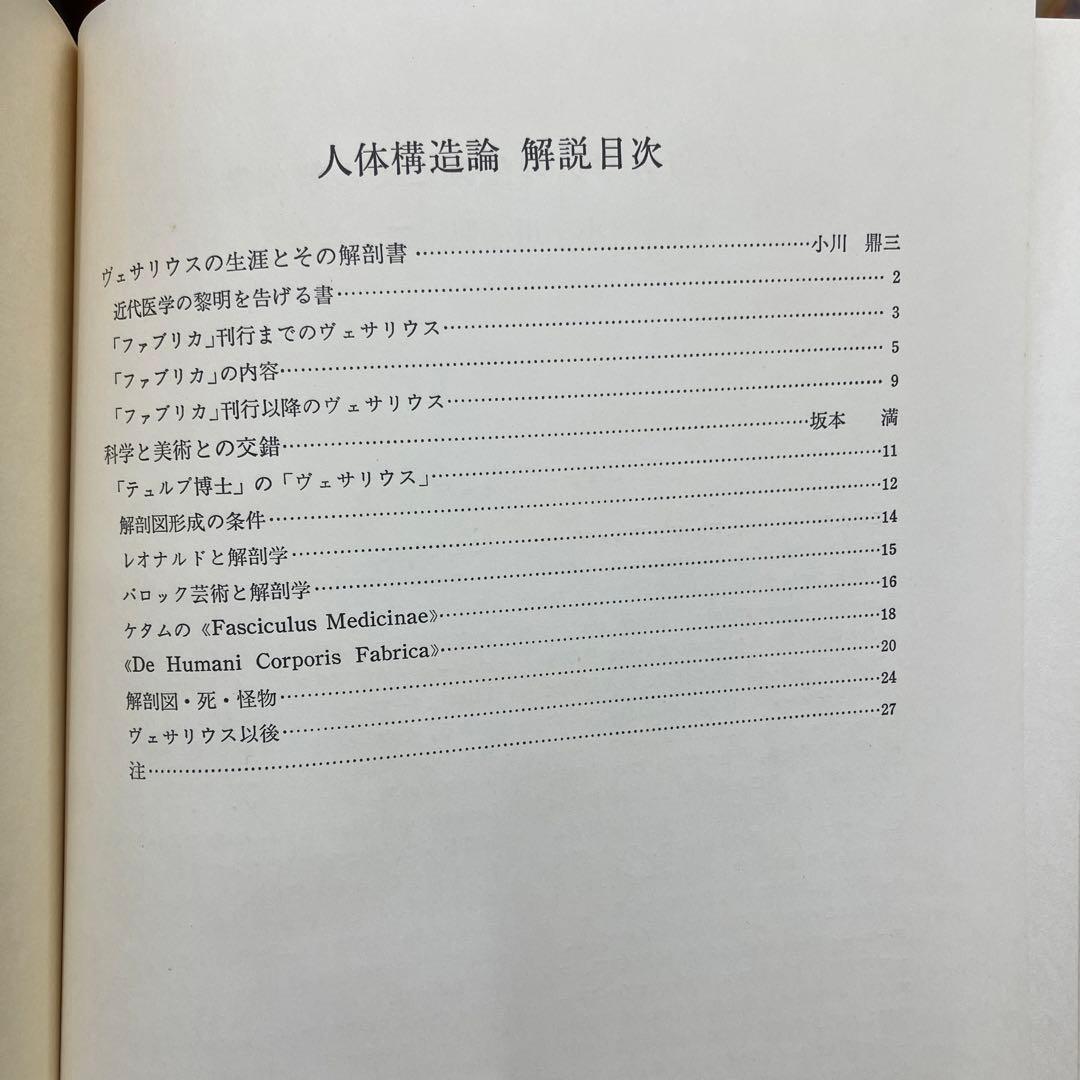 人体構造論 解説目次
ヴェサリウスの生涯とその解剖書……小川 鼎三
近代医学の黎明を告げる書……2
「ファブリカ」刊行までのヴェサリウス……3
「ファブリカ」の内容……5
「ファブリカ」刊行以降のヴェサリウス……9
科学と美術との交錯……坂本 満
「テュルプ博士」の「ヴェサリウス」……11
解剖図形成の条件……12
レオナルドと解剖学……14
バロック芸術と解剖学……15
ケタムの《Fasciculus Medicinae》……16
《De Humani Corporis Fabrica》……18
解剖図・死・怪物……20
ヴェサリウス以後……24
注……27